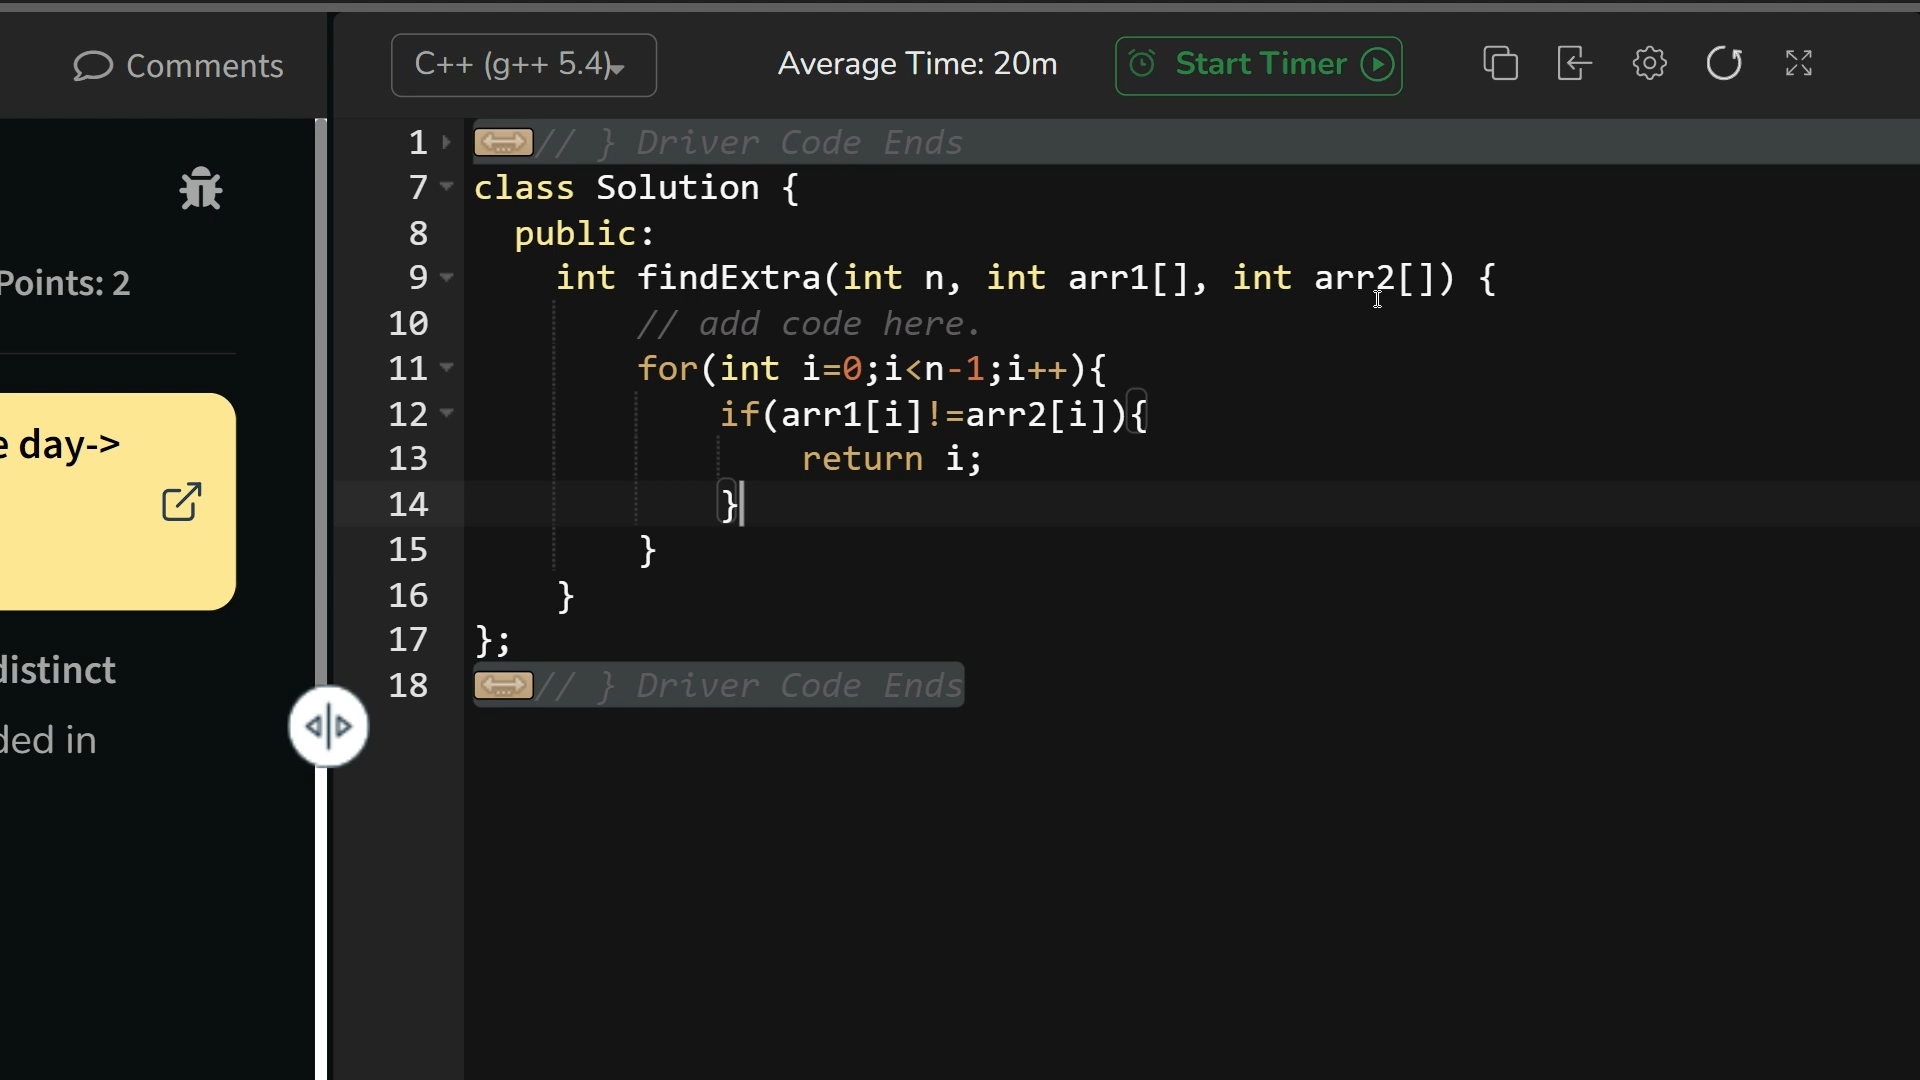 Comments
C++ (g++ 5.4)
Average Time: 20m
Start Timer
Points: 2
e day->
distinct
ded in
1 // } Driver Code Ends
7 class Solution {
8 public:
9 int findExtra(int n, int arr1[], int arr2[]) {
10 // add code here.
11 for(int i=0;i<n-1;i++){
12 if(arr1[i]!=arr2[i]){
13 return i;
14 }
15 }
16 }
17 };
18 // } Driver Code Ends